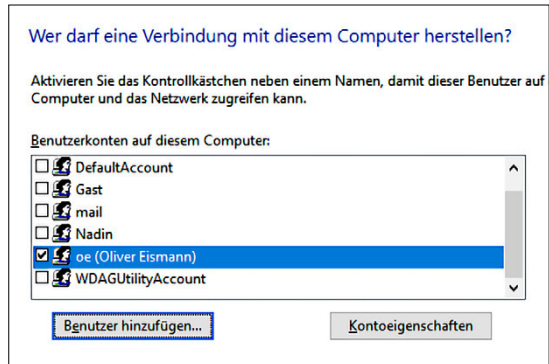 Wer darf eine Verbindung mit diesem Computer herstellen?
Aktivieren Sie das Kontrollkästchen neben einem Namen, damit dieser Benutzer auf
Computer und das Netzwerk zugreifen kann.
Benutzerkonten auf diesem Computer:
DefaultAccount
Gast
mail
Nadin
oe (Oliver Eismann)
WDAGUtilityAccount
Benutzer hinzufügen...
Kontoeigenschaften